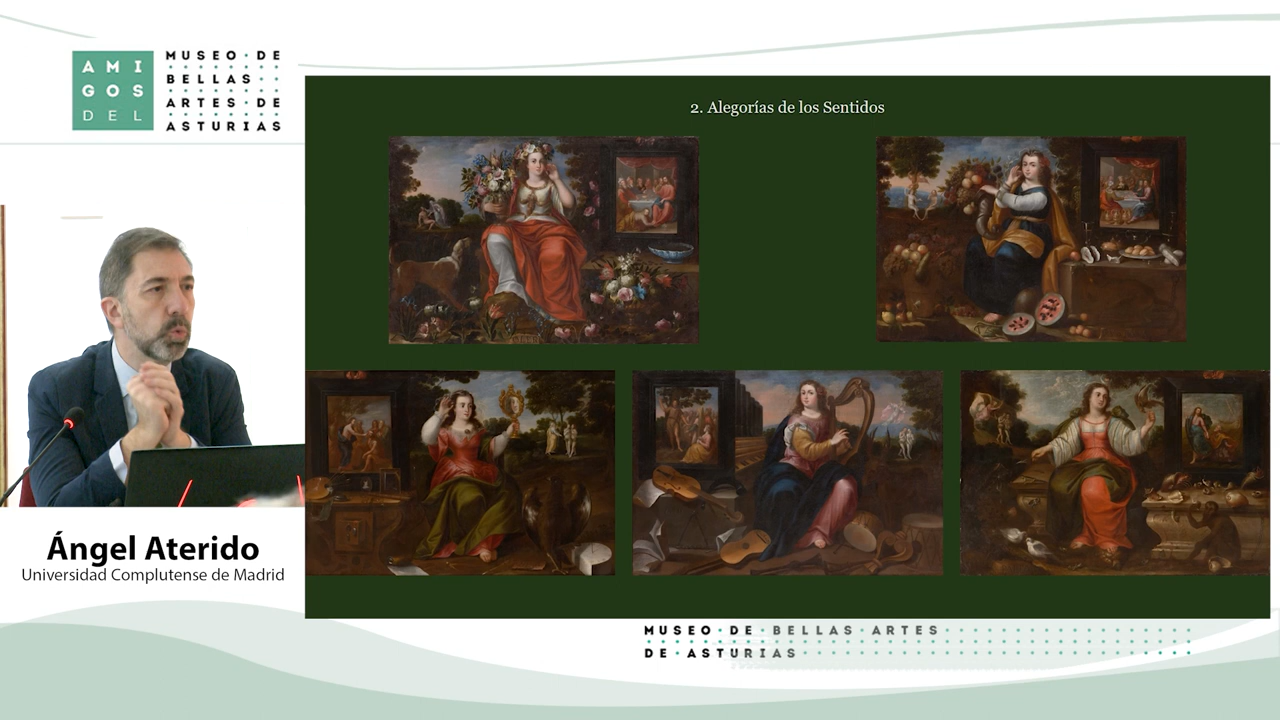 AMI
GOS
DEL
MUSEO·DE
BELLAS
ARTES·DE
ASTURIAS
2. Alegorías de los Sentidos
Ángel Aterido
Universidad Complutense de Madrid
MUSEO·DE·BELLAS·ARTES
DE·ASTURIAS